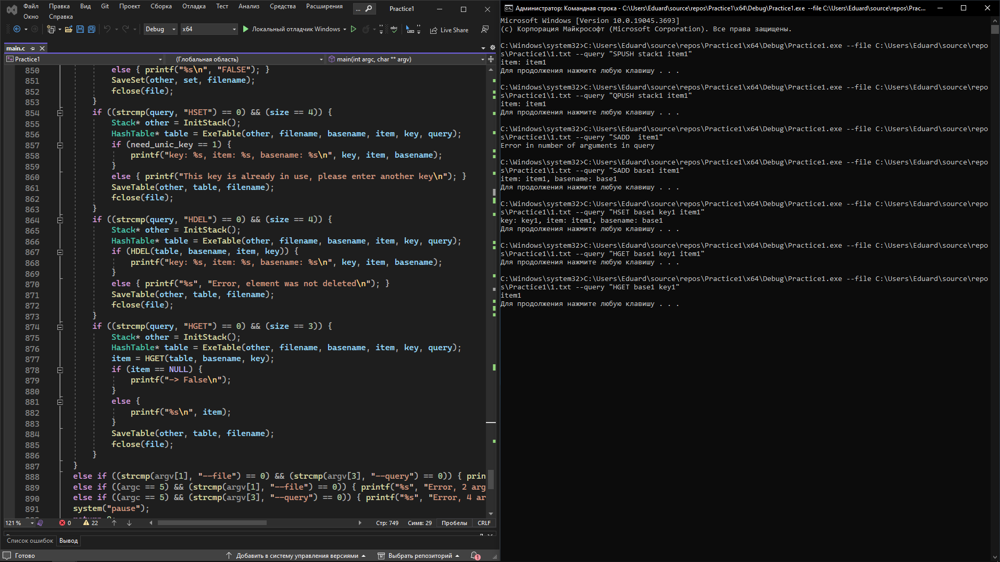 Файл Правка Вид Git Проект Сборка Отладка Тест Анализ Средства Расширения ... Practice1
Окно Справка
Debug x64 Локальный отладчик Windows Live Share
main.c
Practice1 (Глобальная область) main(int argc, char ** argv)
850 else { printf("%s\n", "FALSE"); }
851 SaveSet(other, set, filename);
852 fclose(file);
853 }
854 if ((strcmp(query, "HSET") == 0) && (size == 4)) {
855 Stack* other = InitStack();
856 HashTable* table = ExeTable(other, filename, basename, item, key, query);
857 if (need_unic_key == 1) {
858 printf("key: %s, item: %s, basename: %s\n", key, item, basename);
859 }
860 else { printf("This key is already in use, please enter another key\n"); }
861 SaveTable(other, table, filename);
862 fclose(file);
863 }
864 if ((strcmp(query, "HDEL") == 0) && (size == 4)) {
865 Stack* other = InitStack();
866 HashTable* table = ExeTable(other, filename, basename, item, key, query);
867 if (HDEL(table, basename, item, key)) {
868 printf("key: %s, item: %s, basename: %s\n", key, item, basename);
869 }
870 else { printf("%s", "Error, element was not deleted\n"); }
871 SaveTable(other, table, filename);
872 fclose(file);
873 }
874 if ((strcmp(query, "HGET") == 0) && (size == 3)) {
875 Stack* other = InitStack();
876 HashTable* table = ExeTable(other, filename, basename, item, key, query);
877 item = HGET(table, basename, key);
878 if (item == NULL) {
879 printf("-> False\n");
880 }
881 else {
882 printf("%s\n", item);
883 }
884 SaveTable(other, table, filename);
885 fclose(file);
886 }
887 }
888 else if ((strcmp(argv[1], "--file") == 0) && (strcmp(argv[3], "--query") == 0)) { prin
889 else if ((argc == 5) && (strcmp(argv[1], "--file") == 0)) { printf("%s", "Error, 2 arg
890 else if ((argc == 5) && (strcmp(argv[3], "--query") == 0)) { printf("%s", "Error, 4 ar
891 system("pause");
121 % 0 22 Стр: 749 Симв: 29 Пробелы CRLF
Список ошибок Вывод
Готово Добавить в систему управления версиями Выбрать репозиторий 1
Администратор: Командная строка - C:\Users\Eduard\source\repos\Practice1\x64\Debug\Practice1.exe --file C:\Users\Eduard\source\repos\Prac...
Microsoft Windows [Version 10.0.19045.3693]
(c) Корпорация Майкрософт (Microsoft Corporation). Все права защищены.
C:\Windows\system32>C:\Users\Eduard\source\repos\Practice1\x64\Debug\Practice1.exe --file C:\Users\Eduard\source\repo
s\Practice1\1.txt --query "SPUSH stack1 item1"
item: item1
Для продолжения нажмите любую клавишу . . .
C:\Windows\system32>C:\Users\Eduard\source\repos\Practice1\x64\Debug\Practice1.exe --file C:\Users\Eduard\source\repo
s\Practice1\1.txt --query "QPUSH stack1 item1"
item: item1
Для продолжения нажмите любую клавишу . . .
C:\Windows\system32>C:\Users\Eduard\source\repos\Practice1\x64\Debug\Practice1.exe --file C:\Users\Eduard\source\repo
s\Practice1\1.txt --query "SADD  item1"
Error in number of arguments in query
C:\Windows\system32>C:\Users\Eduard\source\repos\Practice1\x64\Debug\Practice1.exe --file C:\Users\Eduard\source\repo
s\Practice1\1.txt --query "SADD base1 item1"
item: item1, basename: base1
Для продолжения нажмите любую клавишу . . .
C:\Windows\system32>C:\Users\Eduard\source\repos\Practice1\x64\Debug\Practice1.exe --file C:\Users\Eduard\source\repo
s\Practice1\1.txt --query "HSET base1 key1 item1"
key: key1, item: item1, basename: base1
Для продолжения нажмите любую клавишу . . .
C:\Windows\system32>C:\Users\Eduard\source\repos\Practice1\x64\Debug\Practice1.exe --file C:\Users\Eduard\source\repo
s\Practice1\1.txt --query "HGET base1 key1 item1"
Для продолжения нажмите любую клавишу . . .
C:\Windows\system32>C:\Users\Eduard\source\repos\Practice1\x64\Debug\Practice1.exe --file C:\Users\Eduard\source\repo
s\Practice1\1.txt --query "HGET base1 key1"
item1
Для продолжения нажмите любую клавишу . . .